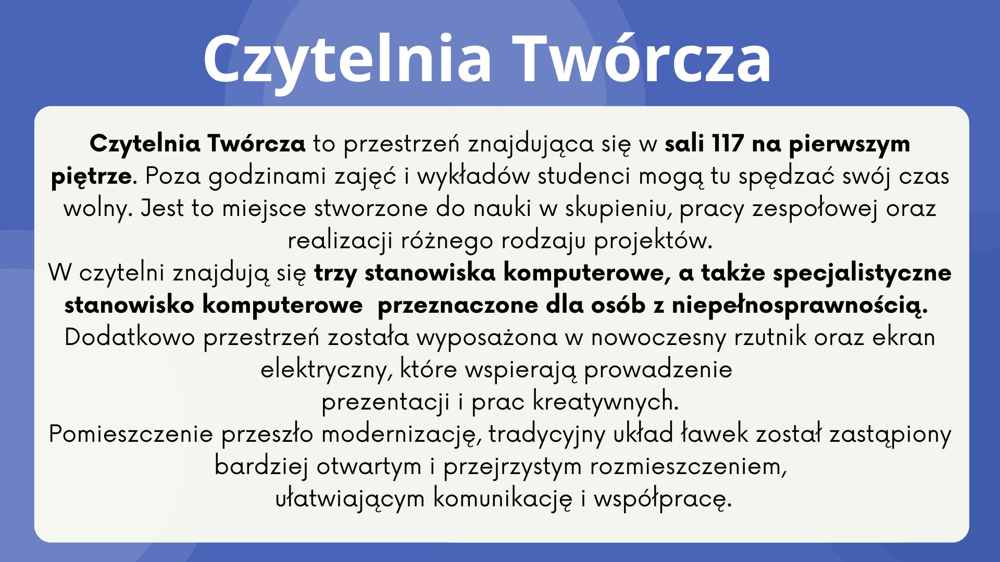 Czytelnia Twórcza
Czytelnia Twórcza to przestrzeń znajdująca się w sali 117 na pierwszym
piętrze. Poza godzinami zajęć i wykładów studenci mogą tu spędzać swój czas
wolny. Jest to miejsce stworzone do nauki w skupieniu, pracy zespołowej oraz
realizacji różnego rodzaju projektów.
W czytelni znajdują się trzy stanowiska komputerowe, a także specjalistyczne
stanowisko komputerowe  przeznaczone dla osób z niepełnosprawnością.
Dodatkowo przestrzeń została wyposażona w nowoczesny rzutnik oraz ekran
elektryczny, które wspierają prowadzenie
prezentacji i prac kreatywnych.
Pomieszczenie przeszło modernizację, tradycyjny układ ławek został zastąpiony
bardziej otwartym i przejrzystym rozmieszczeniem,
ułatwiającym komunikację i współpracę.